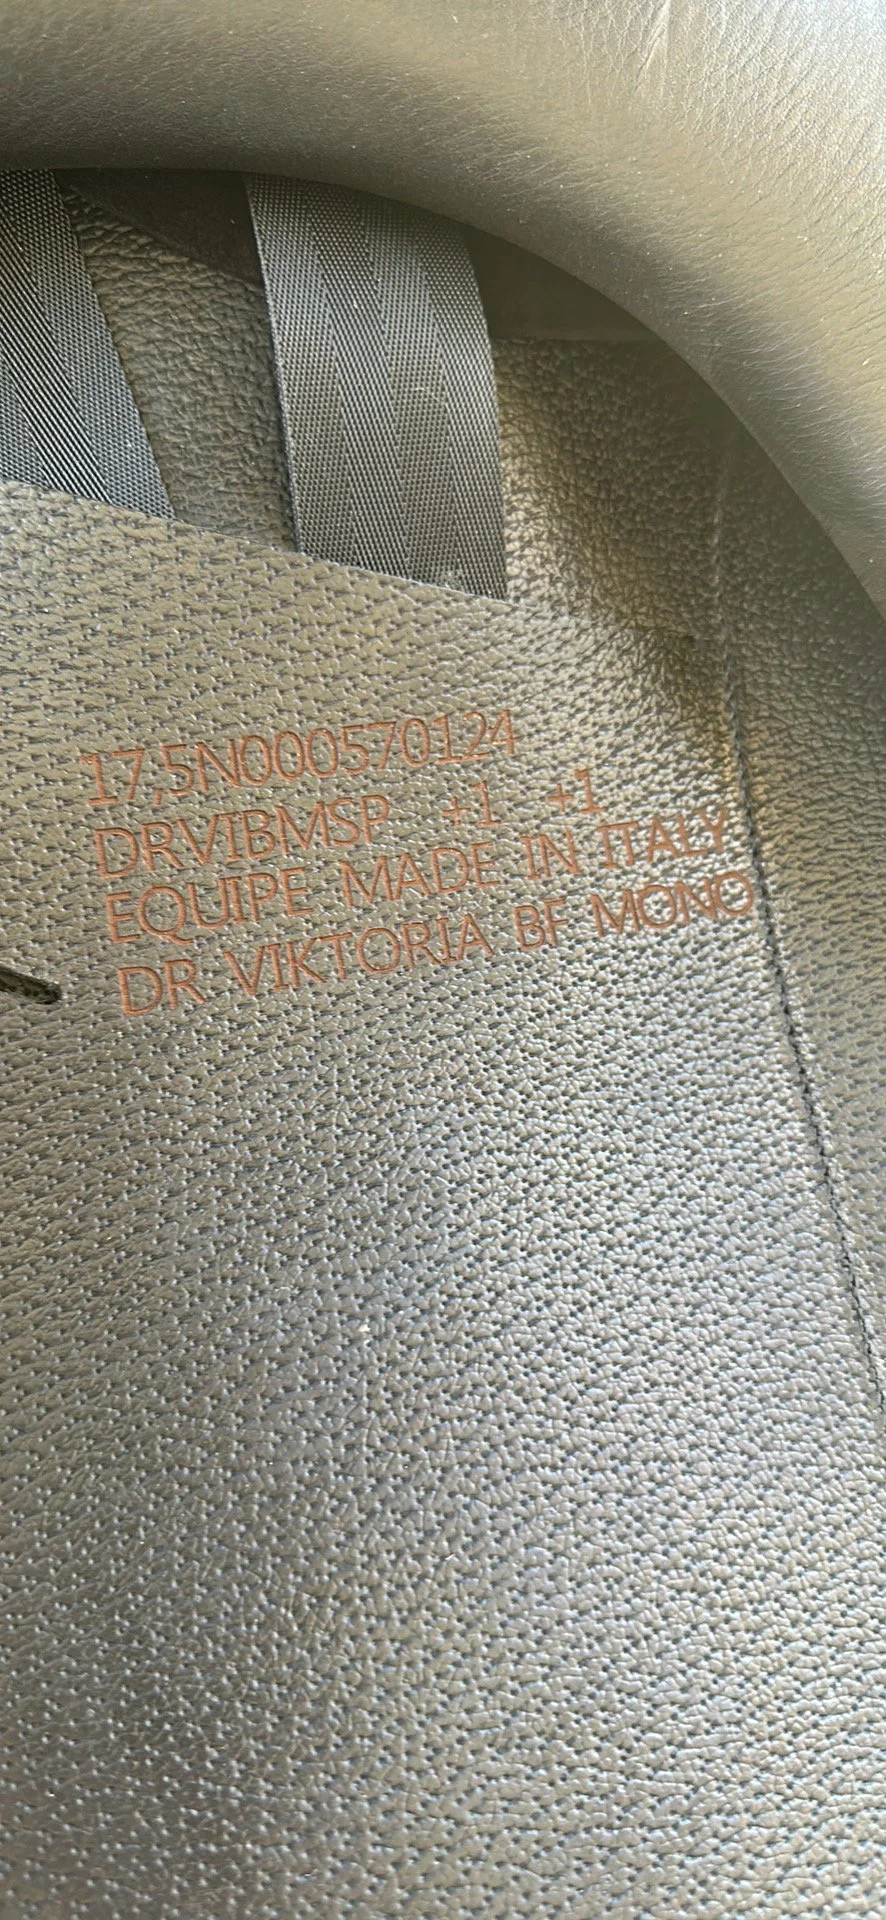 17,5N000570124
DRVIBMSP +1 +1
EQUIPE MADE IN ITALY
DR VIKTORIA BF MONO